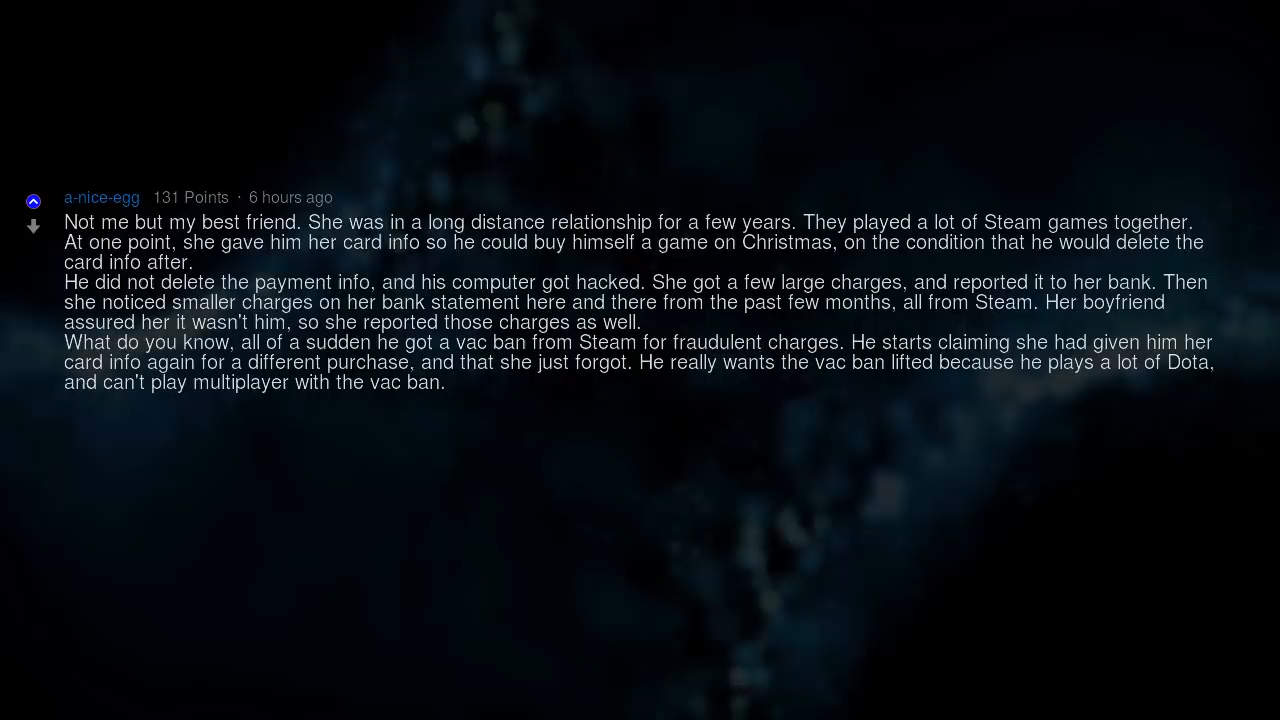 a-nice-egg 131 Points · 6 hours ago
Not me but my best friend. She was in a long distance relationship for a few years. They played a lot of Steam games together.
At one point, she gave him her card info so he could buy himself a game on Christmas, on the condition that he would delete the
card info after.
He did not delete the payment info, and his computer got hacked. She got a few large charges, and reported it to her bank. Then
she noticed smaller charges on her bank statement here and there from the past few months, all from Steam. Her boyfriend
assured her it wasn't him, so she reported those charges as well.
What do you know, all of a sudden he got a vac ban from Steam for fraudulent charges. He starts claiming she had given him her
card info again for a different purchase, and that she just forgot. He really wants the vac ban lifted because he plays a lot of Dota,
and can't play multiplayer with the vac ban.